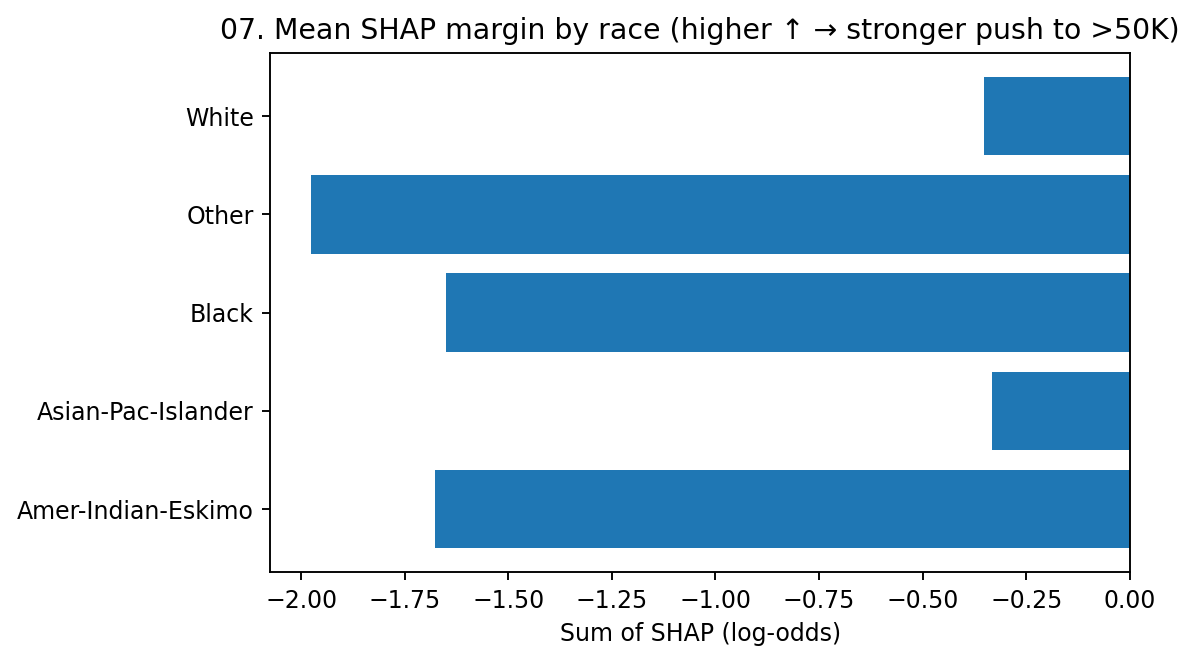 07. Mean SHAP margin by race (higher ↑ → stronger push to >50K)
White
Other
Black
Asian-Pac-Islander
Amer-Indian-Eskimo
−2.00 −1.75 −1.50 −1.25 −1.00 −0.75 −0.50 −0.25 0.00
Sum of SHAP (log-odds)